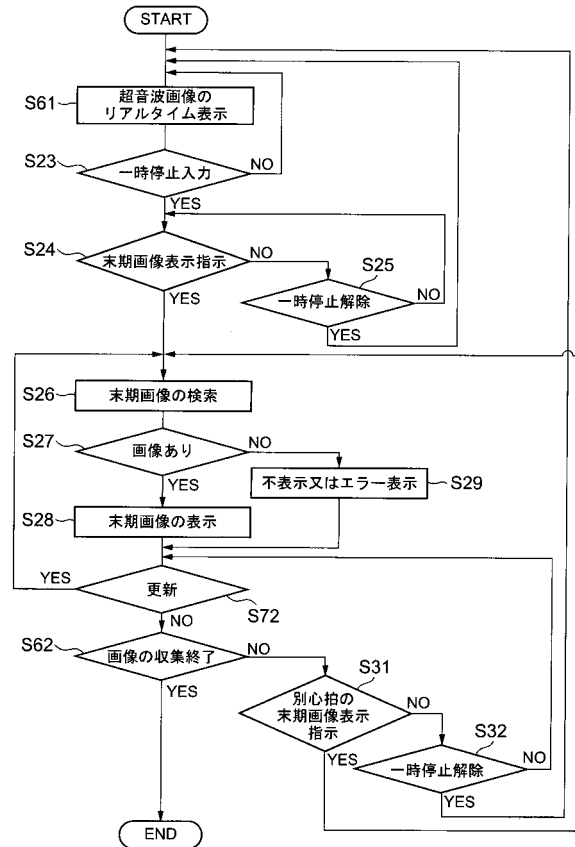 START
S61
超音波画像の
リアルタイム表示
S23
一時停止入力
NO
YES
S24
末期画像表示指示
NO
YES
S25
一時停止解除
NO
YES
S26
末期画像の検索
S27
画像あり
NO
YES
不表示又はエラー表示
S29
S28
末期画像の表示
YES
更新
S72
NO
S62
画像の収集終了
NO
YES
S31
別心拍の
末期画像表示
指示
NO
YES
S32
一時停止解除
NO
YES
END